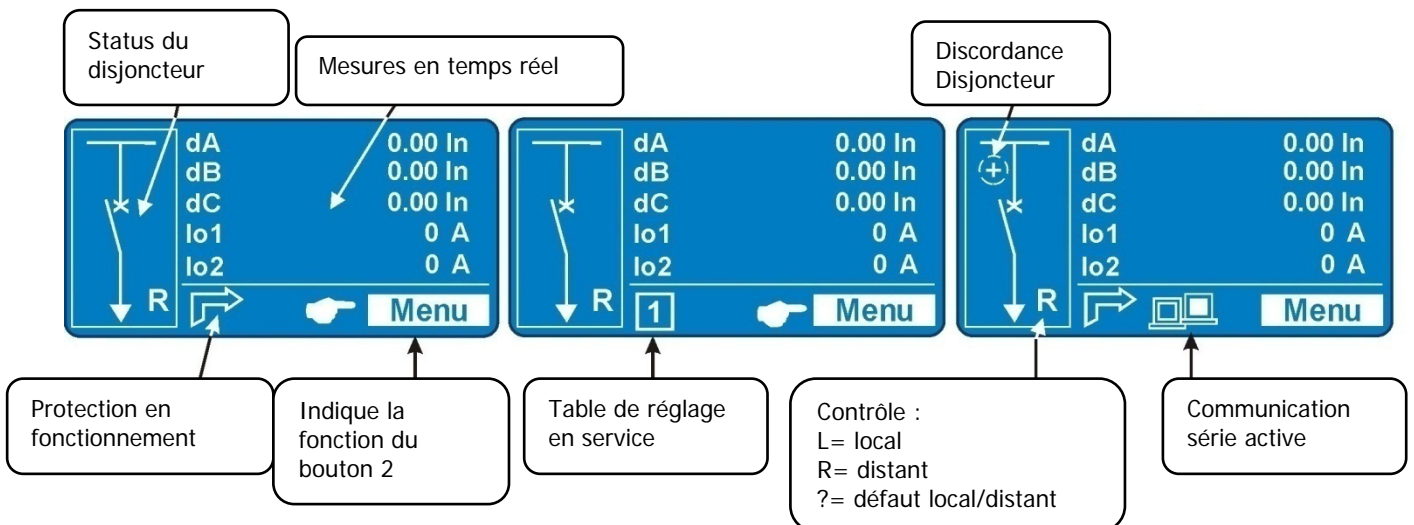 Status du
disjoncteur
Mesures en temps réel
Discordance
Disjoncteur
dA 0.00 In
dB 0.00 In
dC 0.00 In
Io1 0 A
Io2 0 A
R Menu
dA 0.00 In
dB 0.00 In
dC 0.00 In
Io1 0 A
Io2 0 A
R 1 Menu
dA 0.00 In
dB 0.00 In
dC 0.00 In
Io1 0 A
Io2 0 A
R Menu
Protection en
fonctionnement
Indique la
fonction du
bouton 2
Table de réglage
en service
Contrôle :
L= local
R= distant
?= défaut local/distant
Communication
série active